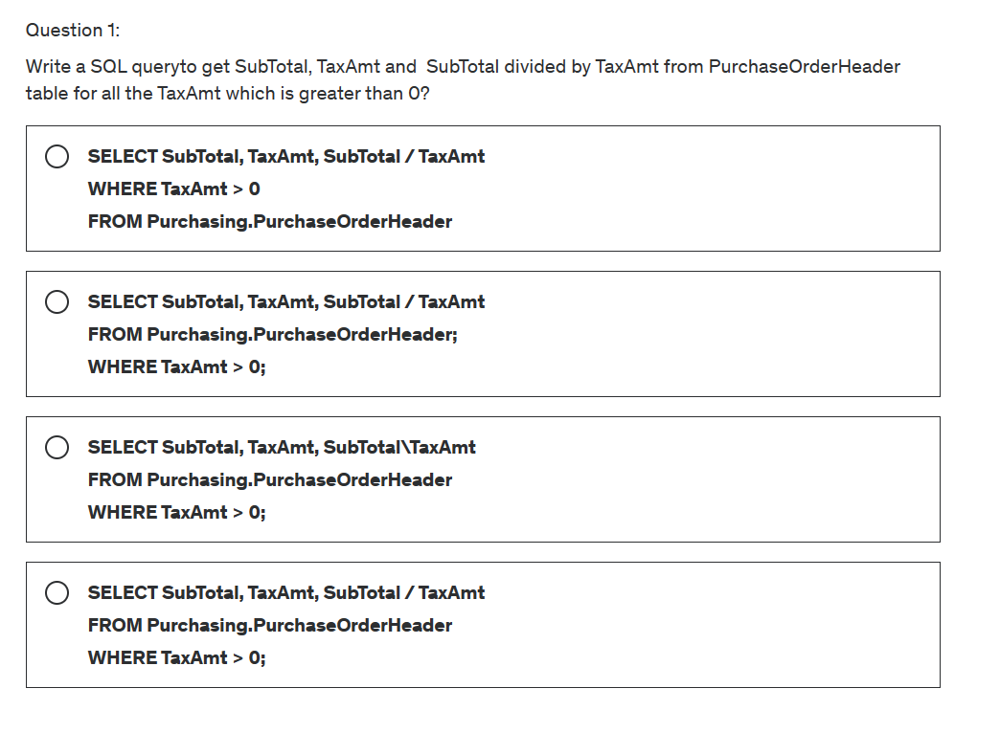 Question 1:
Write a SQL queryto get SubTotal, TaxAmt and  SubTotal divided by TaxAmt from PurchaseOrderHeader
table for all the TaxAmt which is greater than 0?
SELECT SubTotal, TaxAmt, SubTotal / TaxAmt
WHERE TaxAmt > 0
FROM Purchasing.PurchaseOrderHeader
SELECT SubTotal, TaxAmt, SubTotal / TaxAmt
FROM Purchasing.PurchaseOrderHeader;
WHERE TaxAmt > 0;
SELECT SubTotal, TaxAmt, SubTotal\TaxAmt
FROM Purchasing.PurchaseOrderHeader
WHERE TaxAmt > 0;
SELECT SubTotal, TaxAmt, SubTotal / TaxAmt
FROM Purchasing.PurchaseOrderHeader
WHERE TaxAmt > 0;